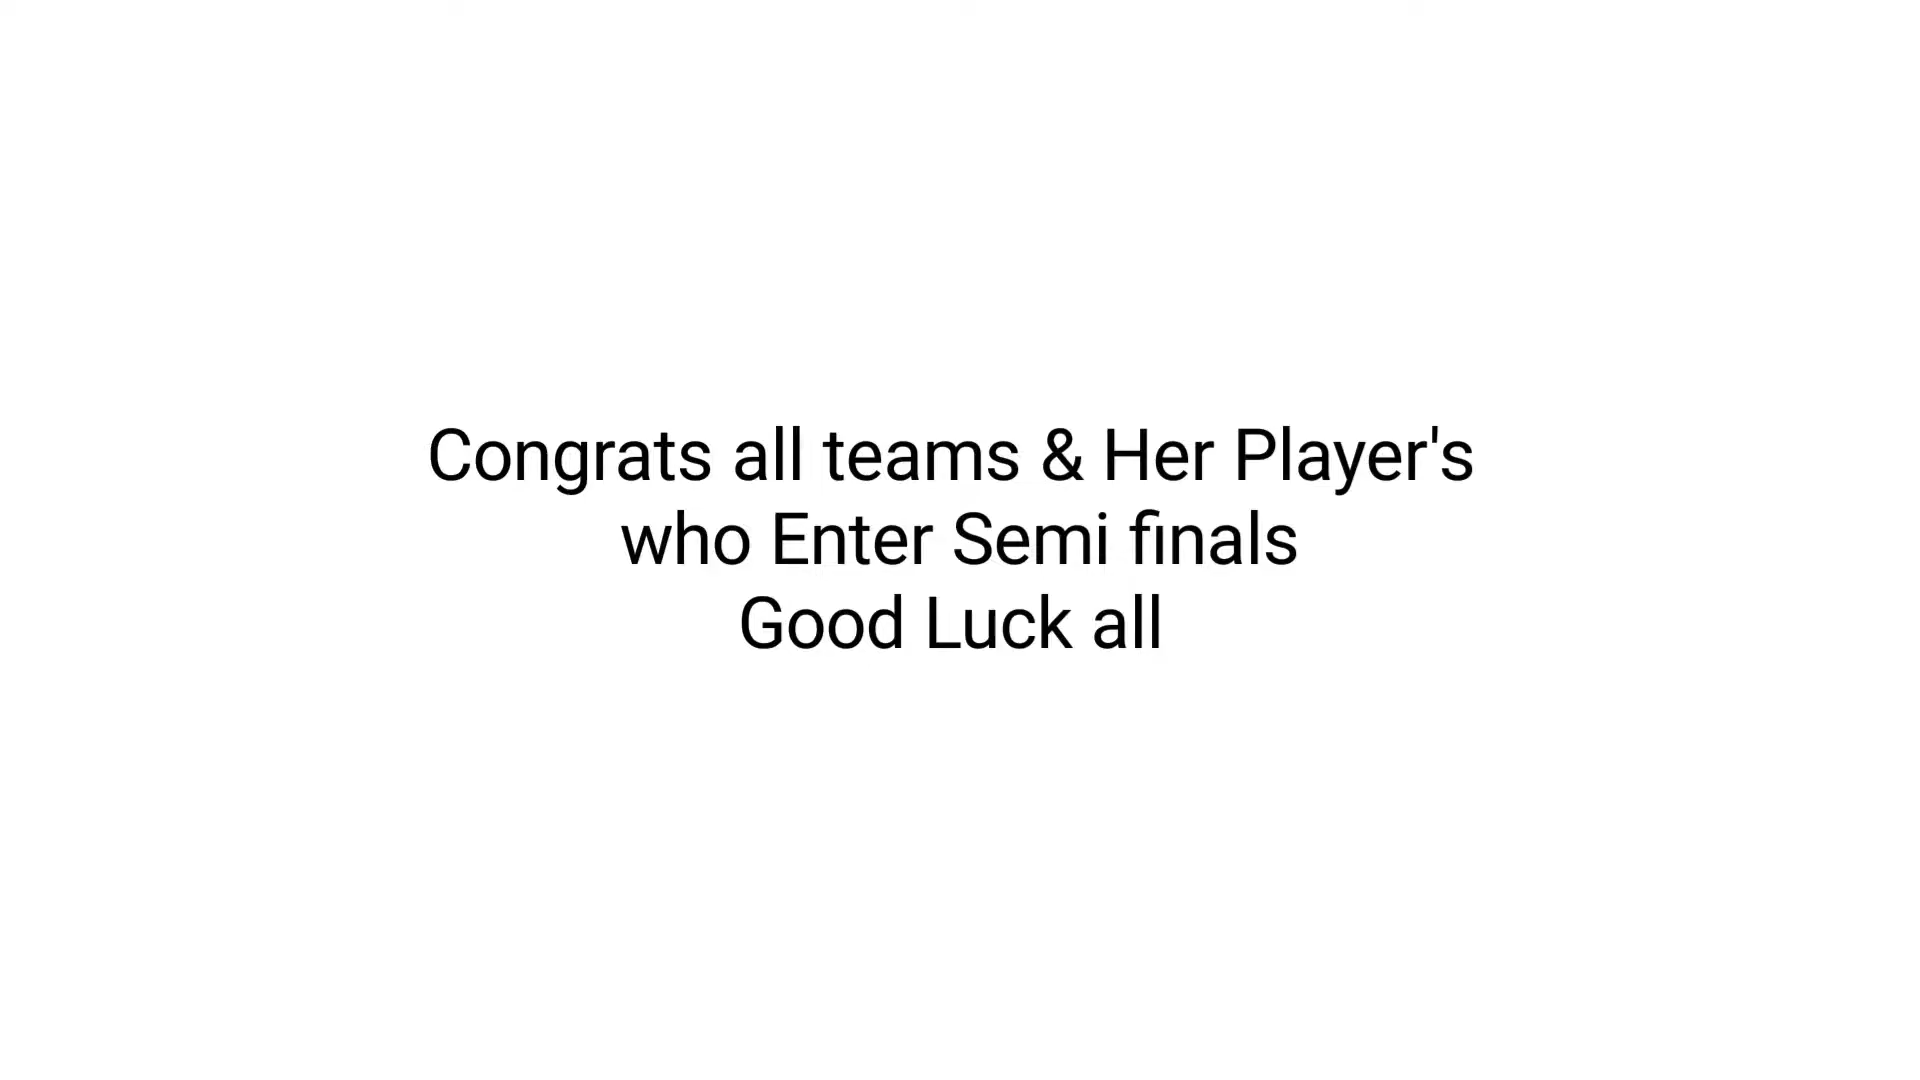 Congrats all teams & Her Player's
who Enter Semi finals
Good Luck all